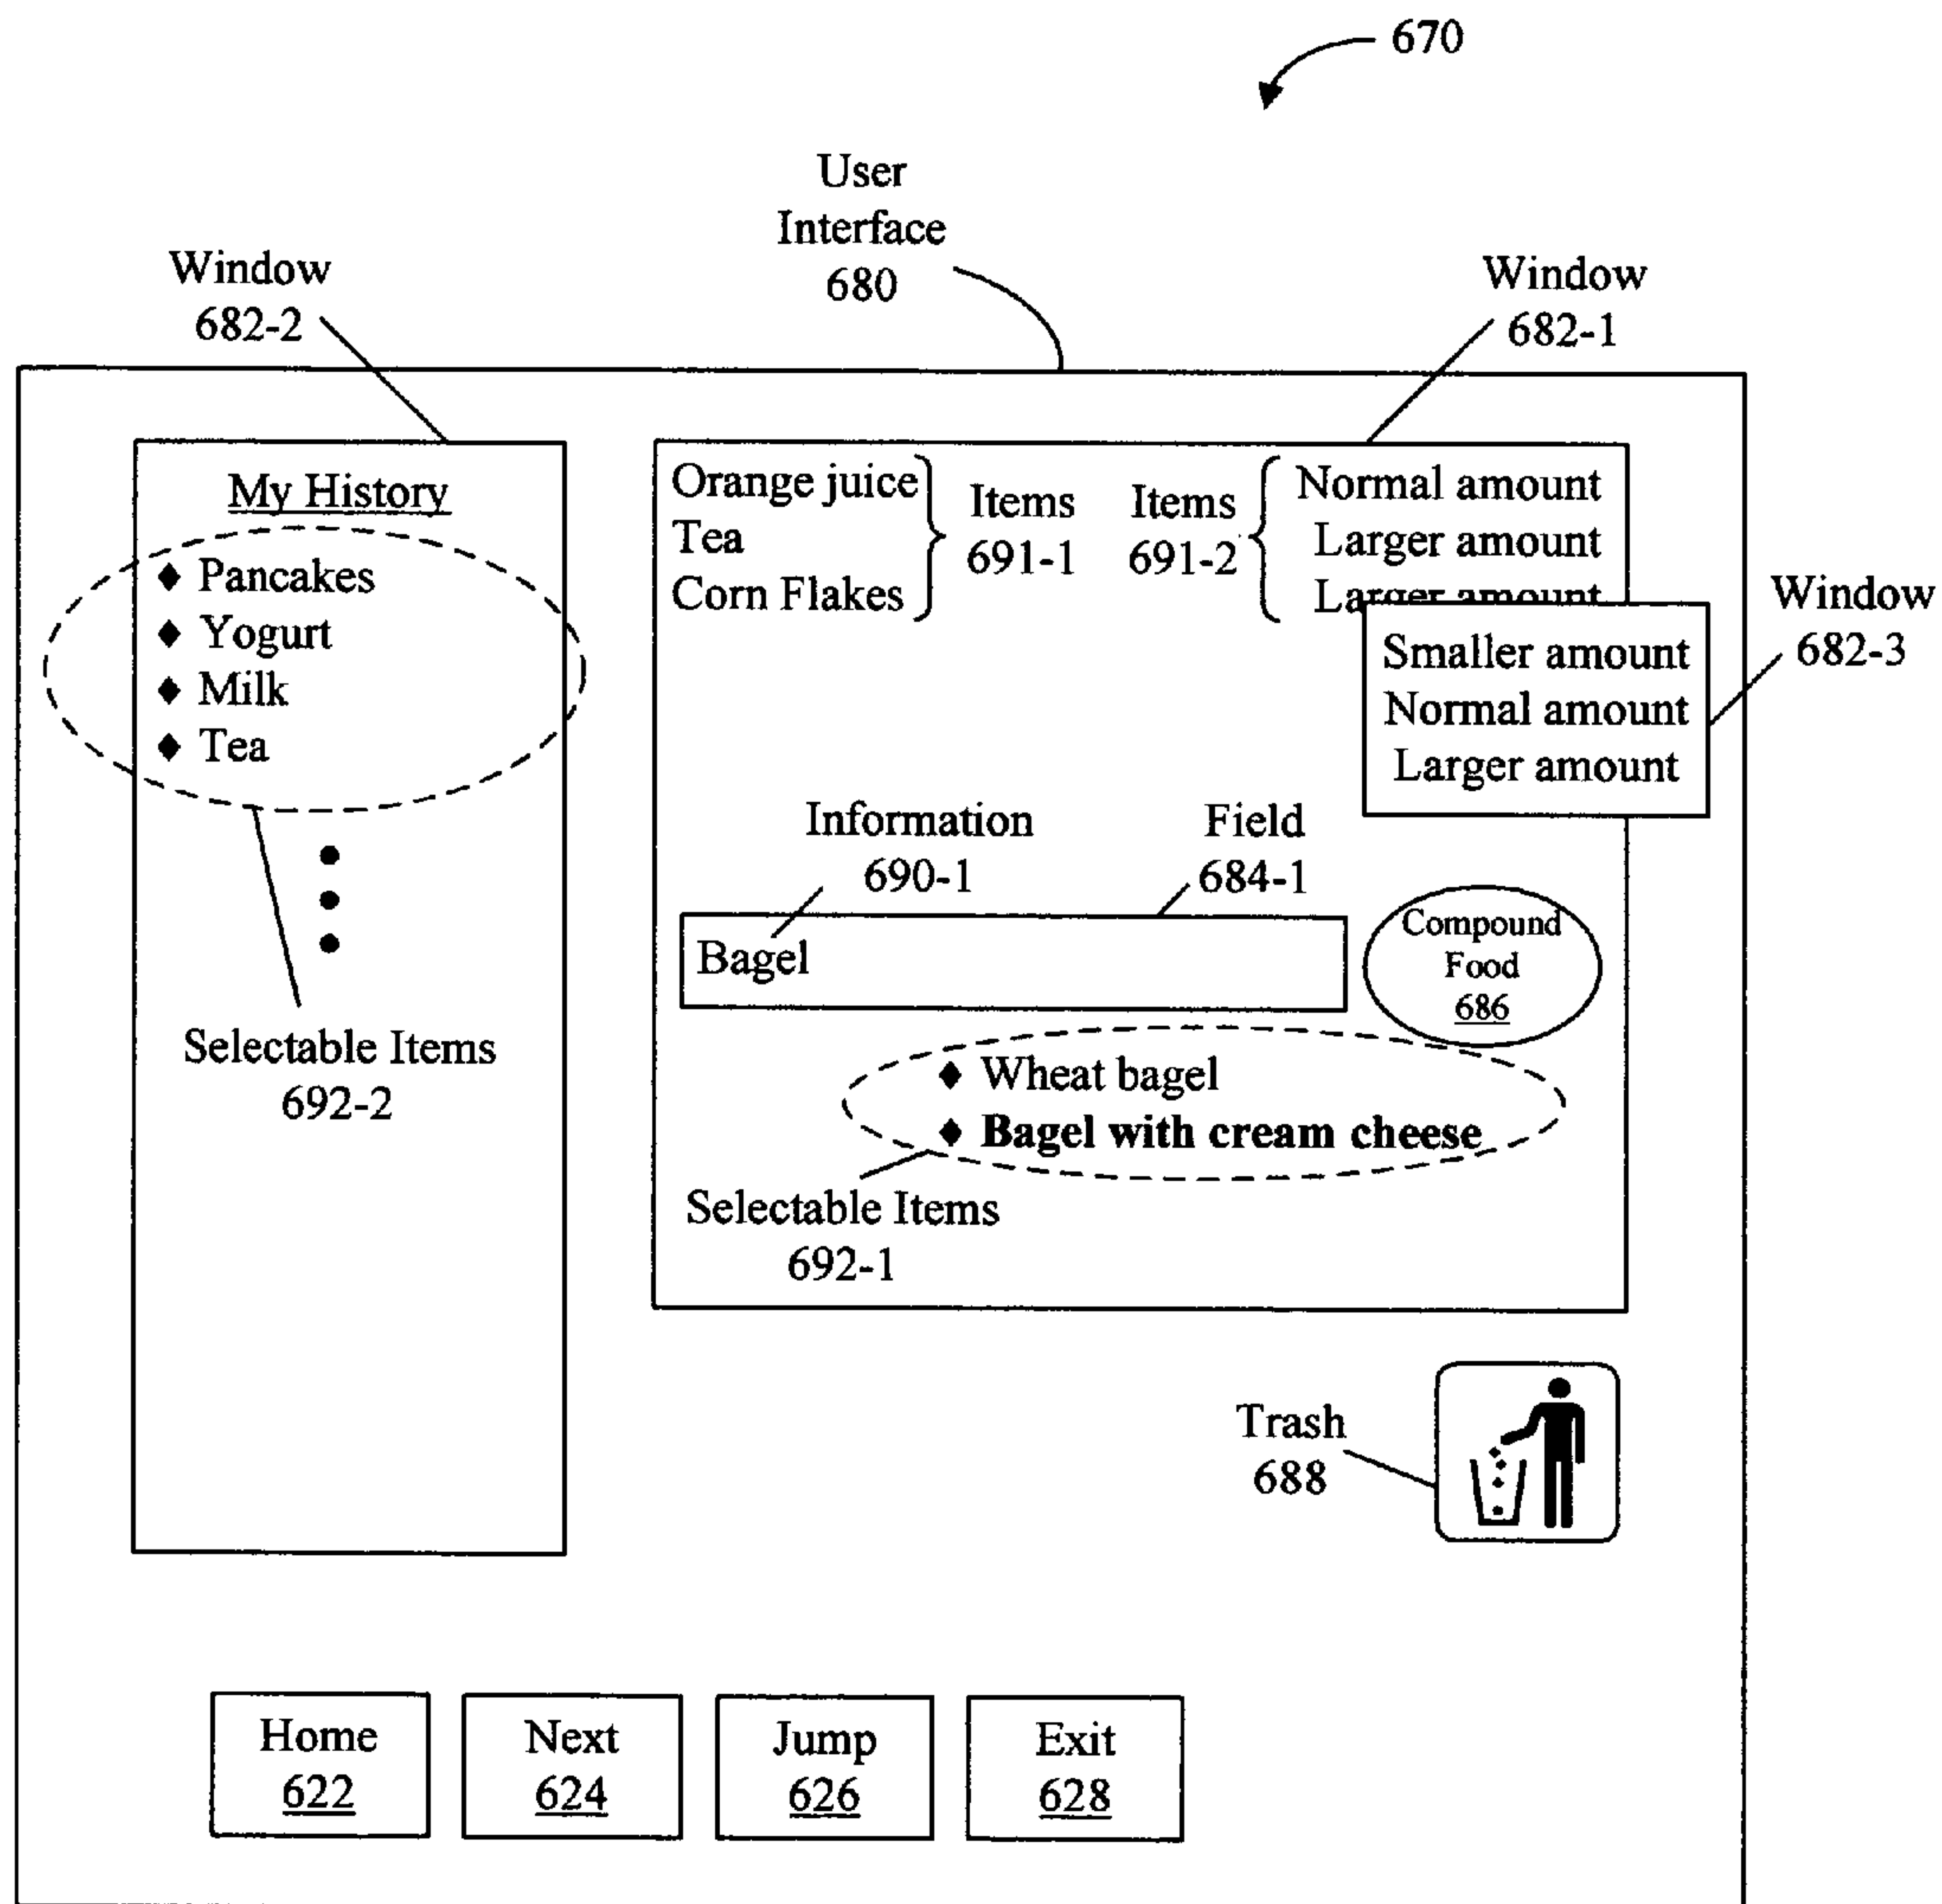 670
User
Interface
680
Window
682-2
Window
682-1
My History
♦ Pancakes
♦ Yogurt
♦ Milk
♦ Tea
Selectable Items
692-2
Orange juice
Tea
Corn Flakes
Items
691-1
Items
691-2
Normal amount
Larger amount
Larger amount
Window
682-3
Smaller amount
Normal amount
Larger amount
Information
690-1
Field
684-1
Bagel
Compound
Food
686
♦ Wheat bagel
♦ Bagel with cream cheese
Selectable Items
692-1
Trash
688
Home
622
Next
624
Jump
626
Exit
628